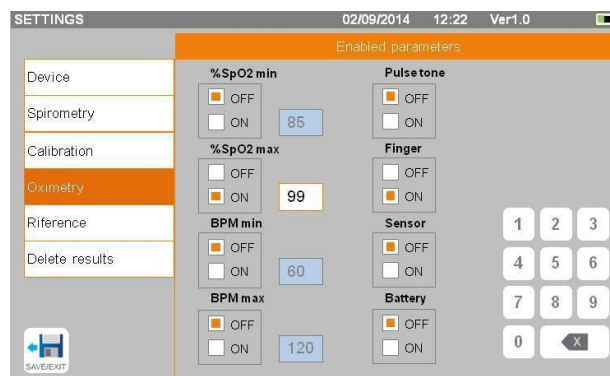 SETTINGS 02/09/2014 12:22 Ver1.0
Enabled parameters
Device
Spirometry
Calibration
Oximetry
Riference
Delete results
SAVE/EXIT
%SpO2 min
OFF
ON 85
%SpO2 max
OFF
ON 99
BPM min
OFF
ON 60
BPM max
OFF
ON 120
Pulse tone
OFF
ON
Finger
OFF
ON
Sensor
OFF
ON
Battery
OFF
ON
1 2 3
4 5 6
7 8 9
0 X